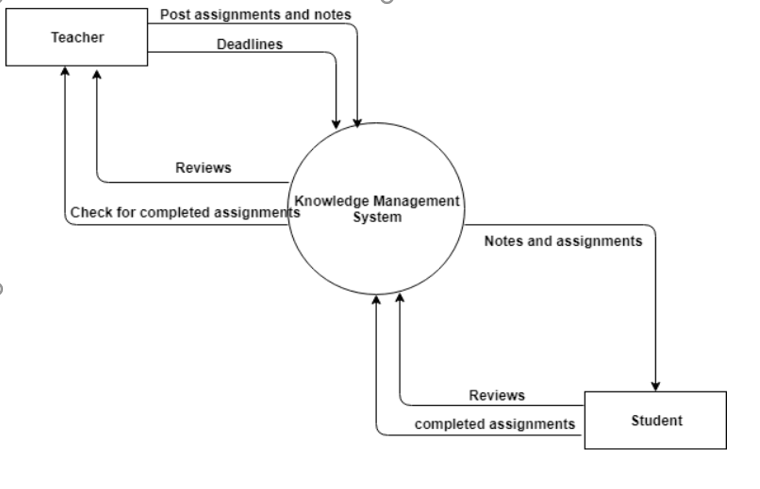 Post assignments and notes
Teacher
Deadlines
Reviews
Knowledge Management
System
Check for completed assignments
Notes and assignments
Reviews
completed assignments
Student